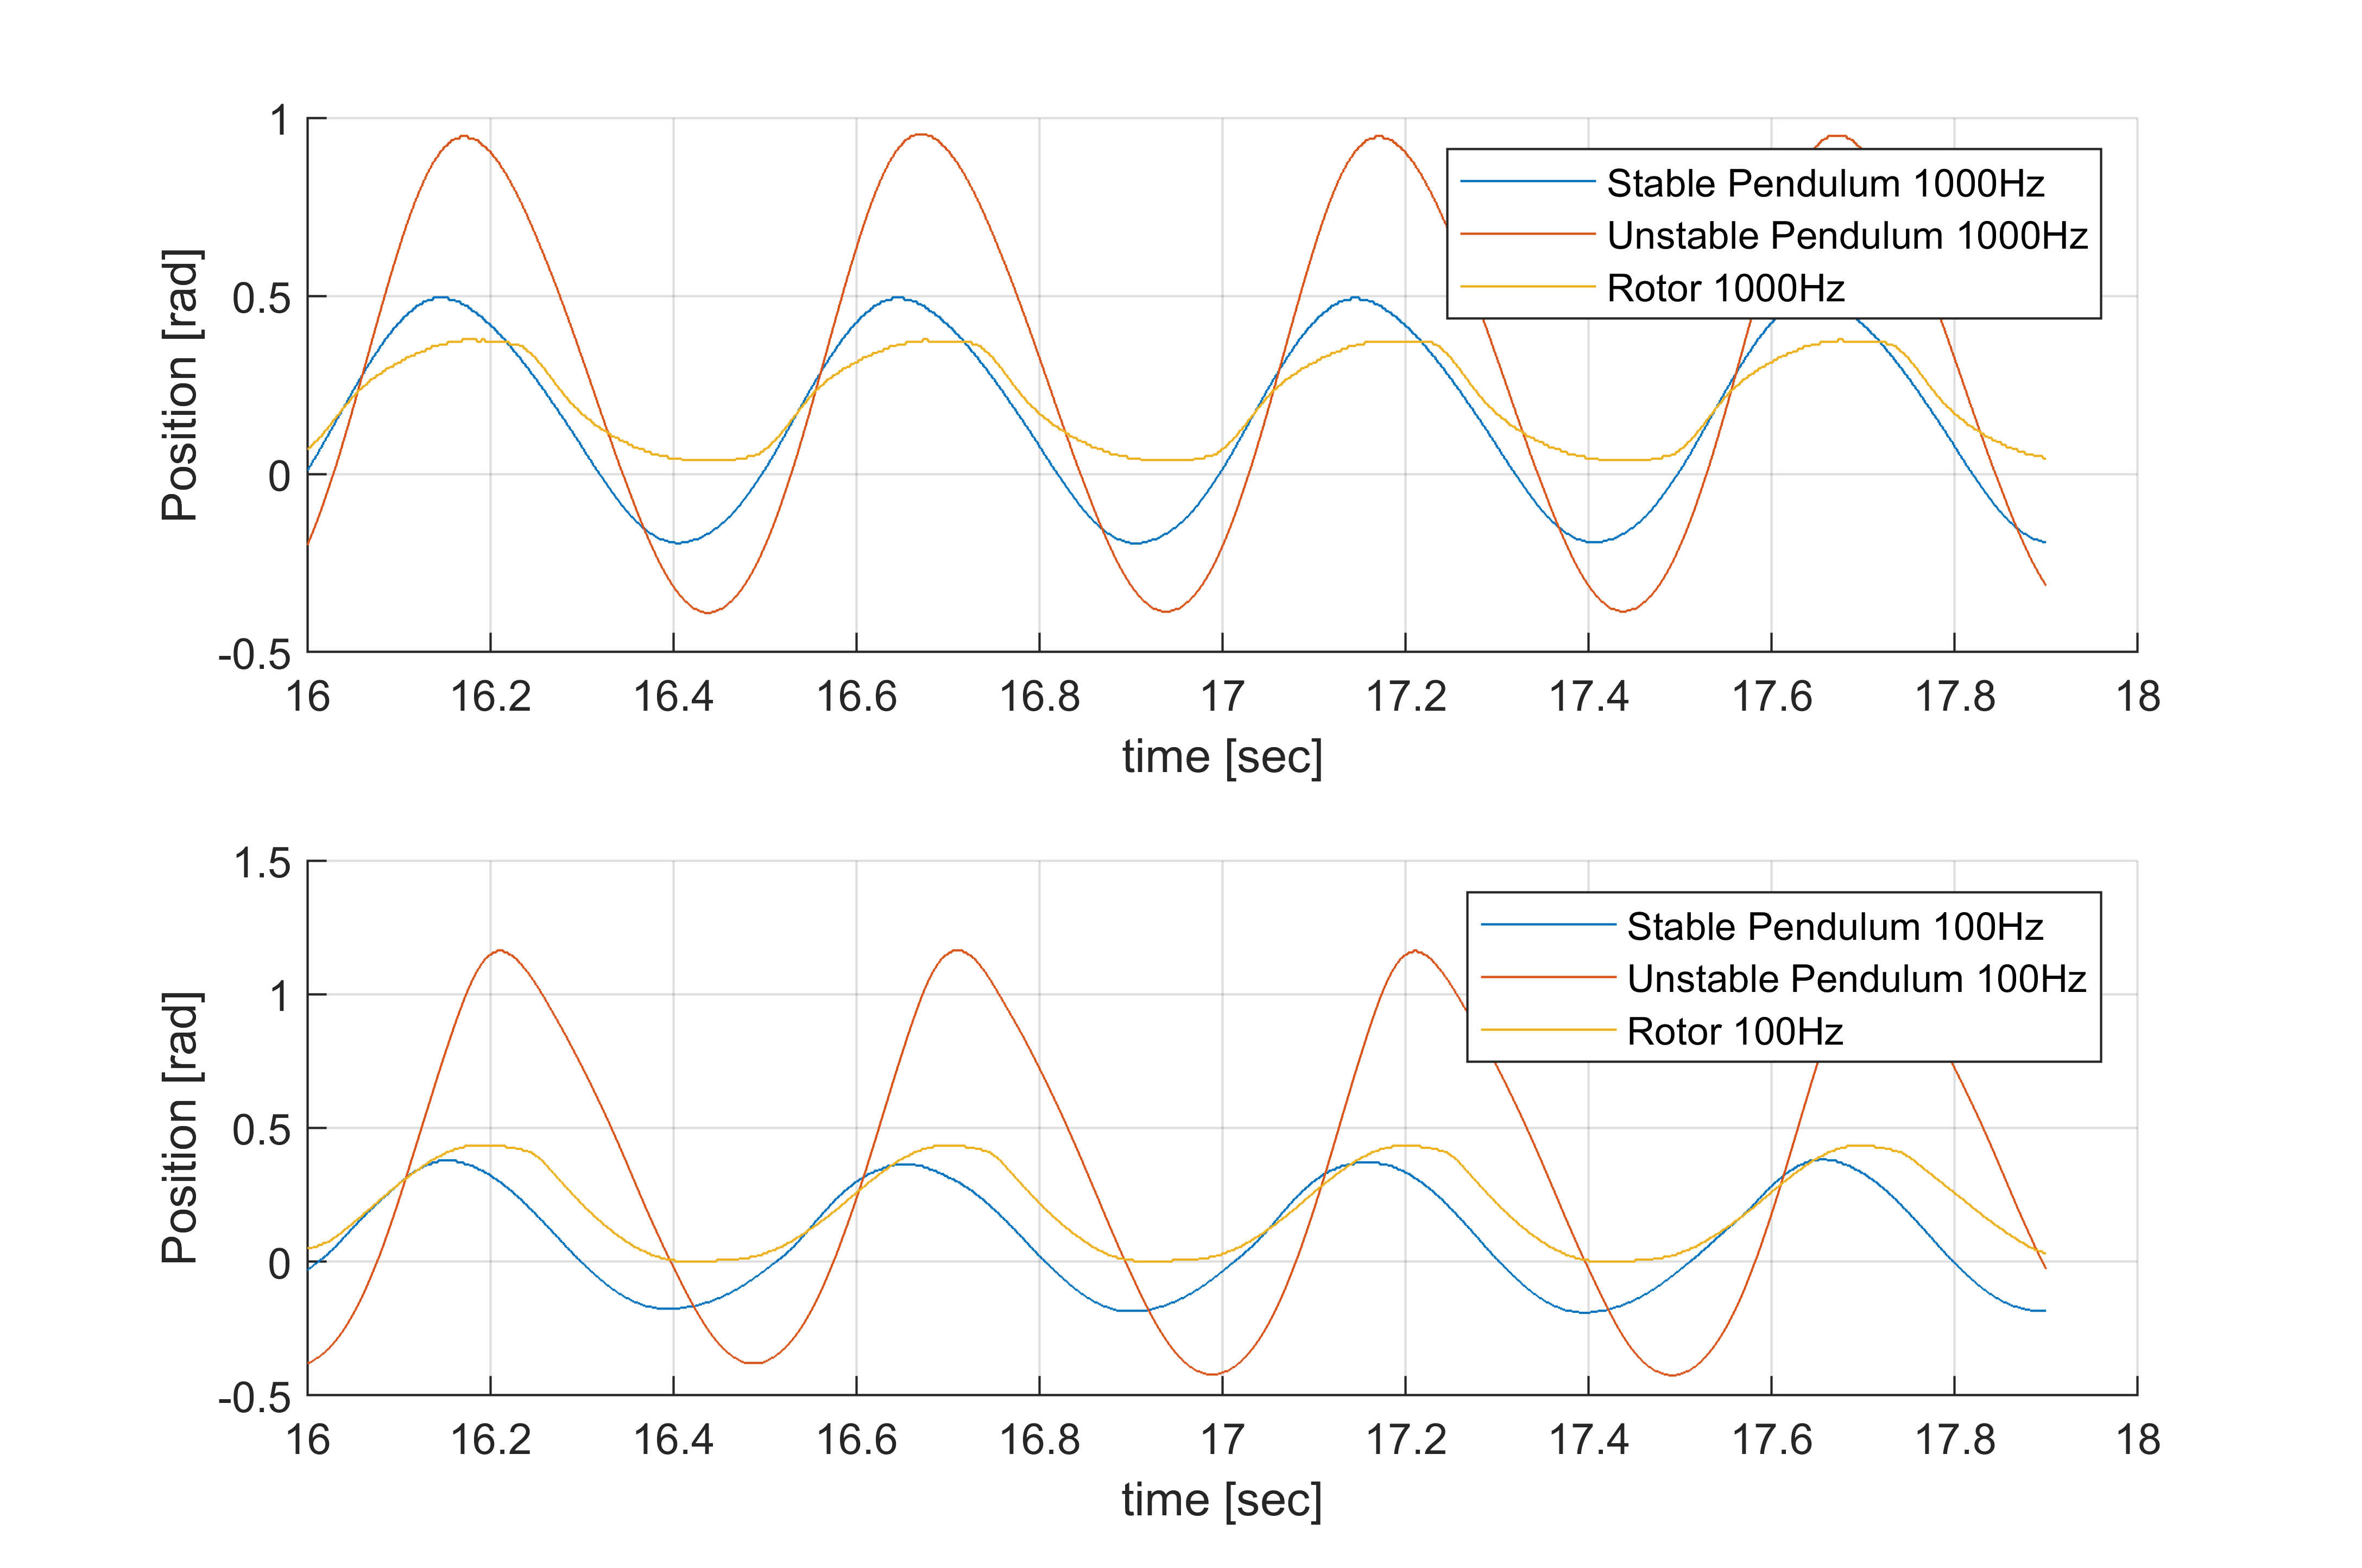 1
0.5
0
-0.5
Position [rad]
Stable Pendulum 1000Hz
Unstable Pendulum 1000Hz
Rotor 1000Hz
16 16.2 16.4 16.6 16.8 17 17.2 17.4 17.6 17.8 18
time [sec]
1.5
1
0.5
0
-0.5
Position [rad]
Stable Pendulum 100Hz
Unstable Pendulum 100Hz
Rotor 100Hz
16 16.2 16.4 16.6 16.8 17 17.2 17.4 17.6 17.8 18
time [sec]